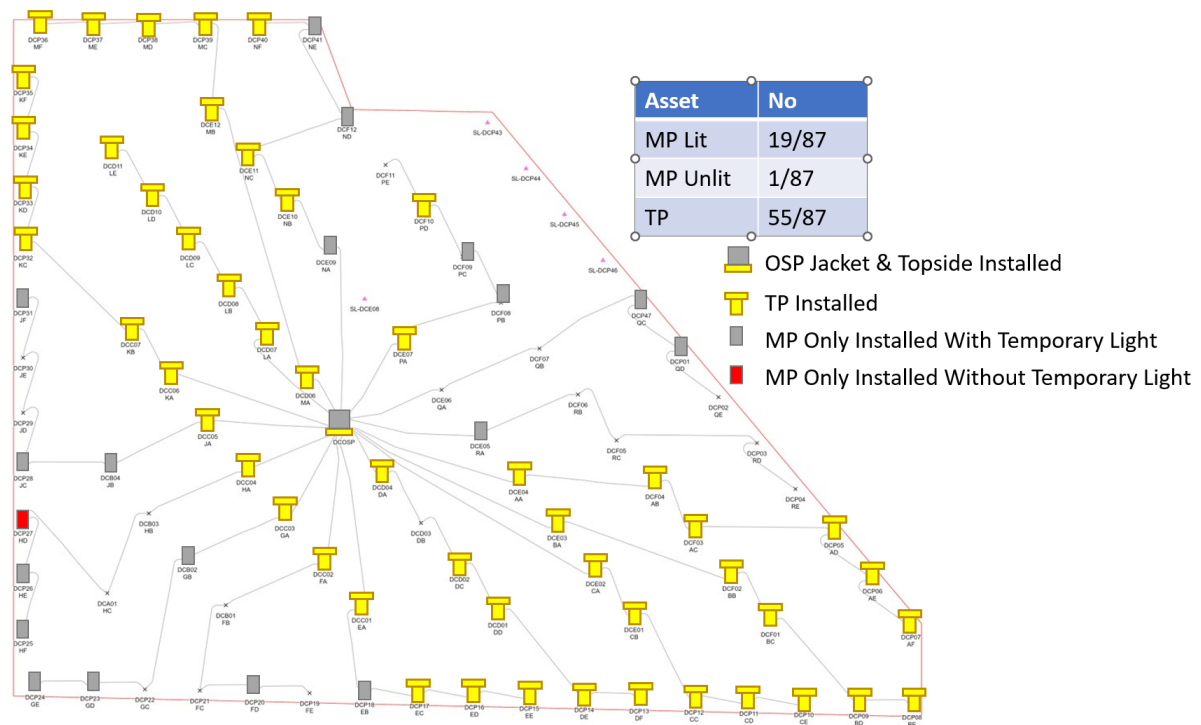 DCP36
MF
DCP37
ME
DCP38
MD
DCP39
MC
DCP40
NF
DCP41
NE
DCP35
KF
DCP34
KE
DCP33
KD
DCP32
KC
DCP31
JF
DCP30
JE
DCP29
JD
DCP28
JC
DCP27
HD
DCP26
HE
DCP25
HF
DCP24
GE
DCP23
GD
DCP22
GC
DCP21
FC
DCP20
FD
DCP19
FE
DCP18
EB
DCP17
EC
DCP16
ED
DCP15
EE
DCP14
DE
DCP13
DF
DCP12
CC
DCP11
CD
DCP10
CE
DCP09
BD
DCP08
BE
DCE12
MB
DCF12
ND
DCD11
LE
DCE11
NC
DCF11
PE
DCD10
LD
DCE10
NB
DCF10
PD
DCD09
LC
DCE09
NA
DCF09
PC
DCD08
LB
SL-DCE08
DCF08
PB
DCC07
KB
DCD07
LA
DCE07
PA
DCF07
QB
DCP47
QC
DCP01
QD
DCP02
QE
DCC06
KA
DCD06
MA
DCE06
QA
DCF06
RB
DCC05
JA
DCOSP
DCE05
RA
DCF05
RC
DCP03
RD
DCP04
RE
DCB04
JB
DCC04
HA
DCD04
DA
DCE04
AA
DCF04
AB
DCB03
HB
DCC03
GA
DCD03
DB
DCE03
BA
DCF03
AC
DCP05
AD
DCB02
GB
DCC02
FA
DCD02
DC
DCE02
CA
DCF02
BB
DCP06
AE
DCA01
HC
DCB01
FB
DCC01
EA
DCD01
DD
DCE01
CB
DCF01
BC
DCP07
AF
SL-DCP43
SL-DCP44
SL-DCP45
SL-DCP46
Asset No
MP Lit 19/87
MP Unlit 1/87
TP 55/87
OSP Jacket & Topside Installed
TP Installed
MP Only Installed With Temporary Light
MP Only Installed Without Temporary Light